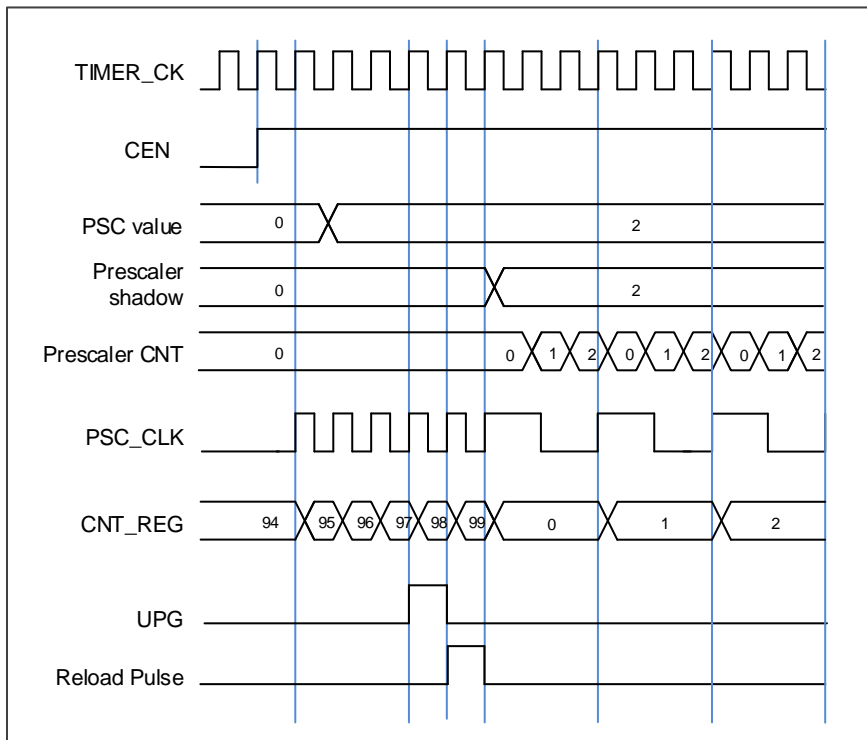 TIMER_CK
CEN
PSC value 0 2
Prescaler
shadow 0 2
Prescaler CNT 0 0 1 2 0 1 2 0 1 2
PSC_CLK
CNT_REG 94 95 96 97 98 99 0 1 2
UPG
Reload Pulse